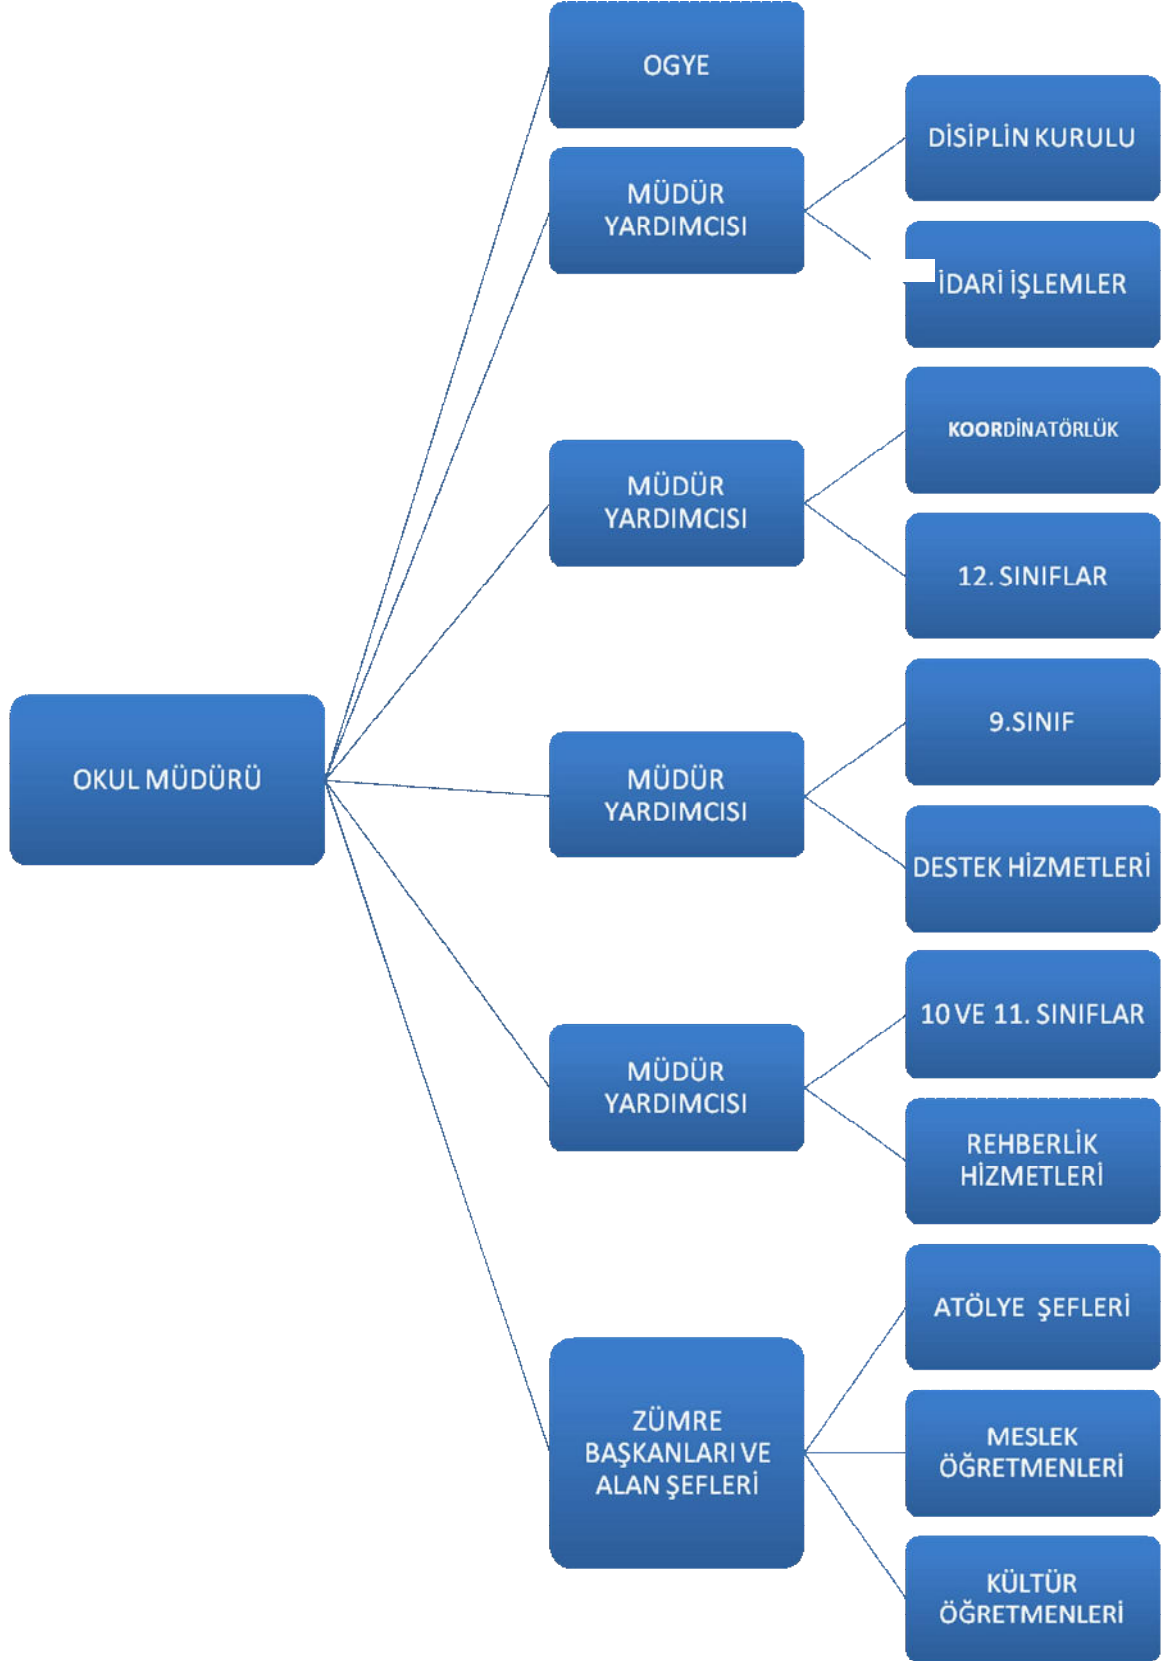 OKUL MÜDÜRÜ
OGYE
MÜDÜR
YARDIMCISI
DİSİPLİN KURULU
İDARİ İŞLEMLER
MÜDÜR
YARDIMCISI
KOORDİNATÖRLÜK
12. SINIFLAR
MÜDÜR
YARDIMCISI
9.SINIF
DESTEK HİZMETLERİ
MÜDÜR
YARDIMCISI
10 VE 11. SINIFLAR
REHBERLİK
HİZMETLERİ
ZÜMRE
BAŞKANLARI VE
ALAN ŞEFLERİ
ATÖLYE ŞEFLERİ
MESLEK
ÖĞRETMENLERİ
KÜLTÜR
ÖĞRETMENLERİ